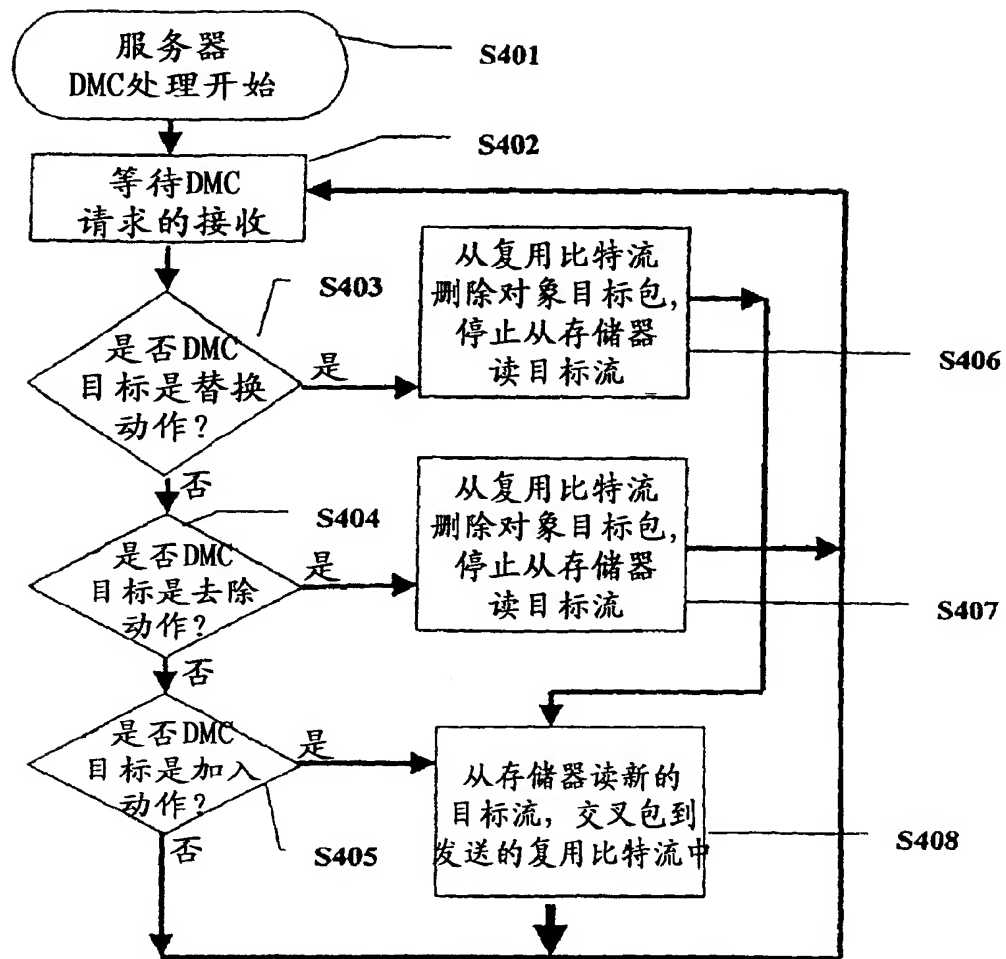 服务器
DMC处理开始
S401
S402
等待DMC
请求的接收
S403
是否DMC
目标是替换
动作?
是
从复用比特流
删除对象目标包,
停止从存储器
读目标流
S406
否
S404
是否DMC
目标是去除
动作?
是
从复用比特流
删除对象目标包,
停止从存储器
读目标流
S407
否
是否DMC
目标是加入
动作?
是
从存储器读新的
目标流, 交叉包到
发送的复用比特流中
S408
否
S405